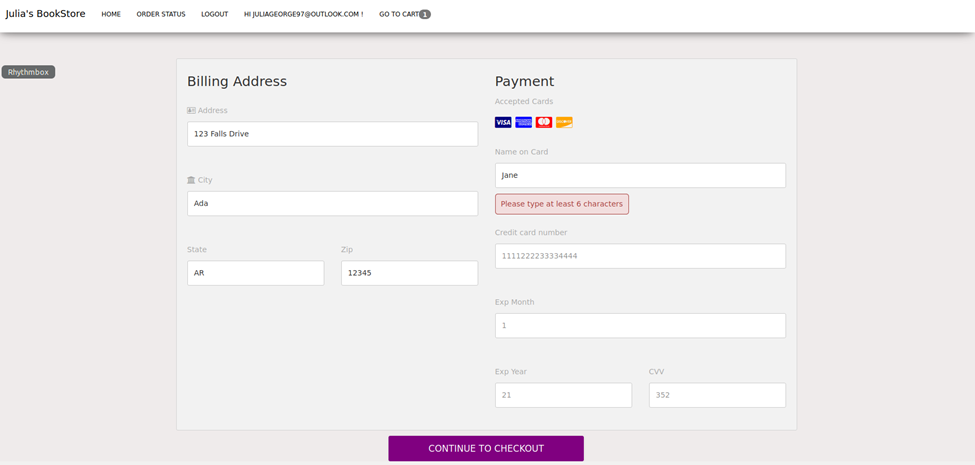 Julia's BookStore HOME ORDER STATUS LOGOUT HI JULIAGEORGE97@OUTLOOK.COM ! GO TO CART 1
Rhythmbox
Billing Address
Address
123 Falls Drive
City
Ada
State Zip
AR 12345
Payment
Accepted Cards
VISA
Name on Card
Jane
Please type at least 6 characters
Credit card number
1111222233334444
Exp Month
1
Exp Year CVV
21 352
CONTINUE TO CHECKOUT